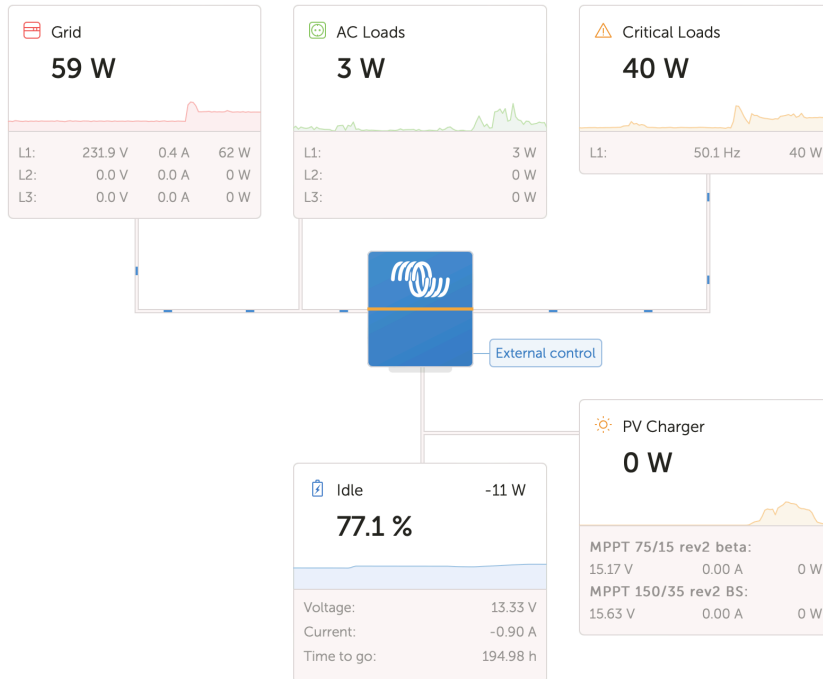 Grid
59 W
L1: 231.9 V 0.4 A 62 W
L2: 0.0 V 0.0 A 0 W
L3: 0.0 V 0.0 A 0 W
AC Loads
3 W
L1: 3 W
L2: 0 W
L3: 0 W
Critical Loads
40 W
L1: 50.1 Hz 40 W
External control
Idle -11 W
77.1 %
Voltage: 13.33 V
Current: -0.90 A
Time to go: 194.98 h
PV Charger
0 W
MPPT 75/15 rev2 beta:
15.17 V 0.00 A 0 W
MPPT 150/35 rev2 BS:
15.63 V 0.00 A 0 W